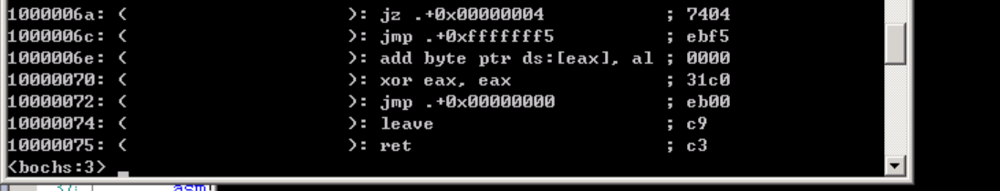 1000006a: (                    ): jz .+0x00000004           ; 7404
1000006c: (                    ): jmp .+0xfffffff5          ; ebf5
1000006e: (                    ): add byte ptr ds:[eax], al ; 0000
10000070: (                    ): xor eax, eax              ; 31c0
10000072: (                    ): jmp .+0x00000000          ; eb00
10000074: (                    ): leave                     ; c9
10000075: (                    ): ret                       ; c3
<bochs:3> _
asm